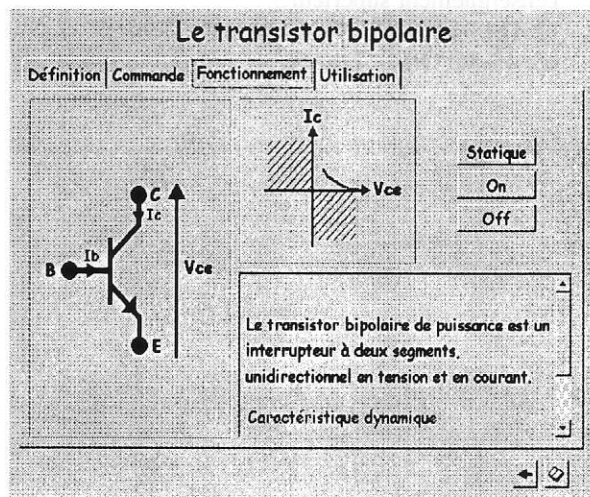 Le transistor bipolaire
Définition Commande Fonctionnement Utilisation
C
Ic
Ib
B
Vce
E
Ic
Vce
Statique
On
Off
Le transistor bipolaire de puissance est un
interrupteur à deux segments,
unidirectionnel en tension et en courant.
Caractéristique dynamique